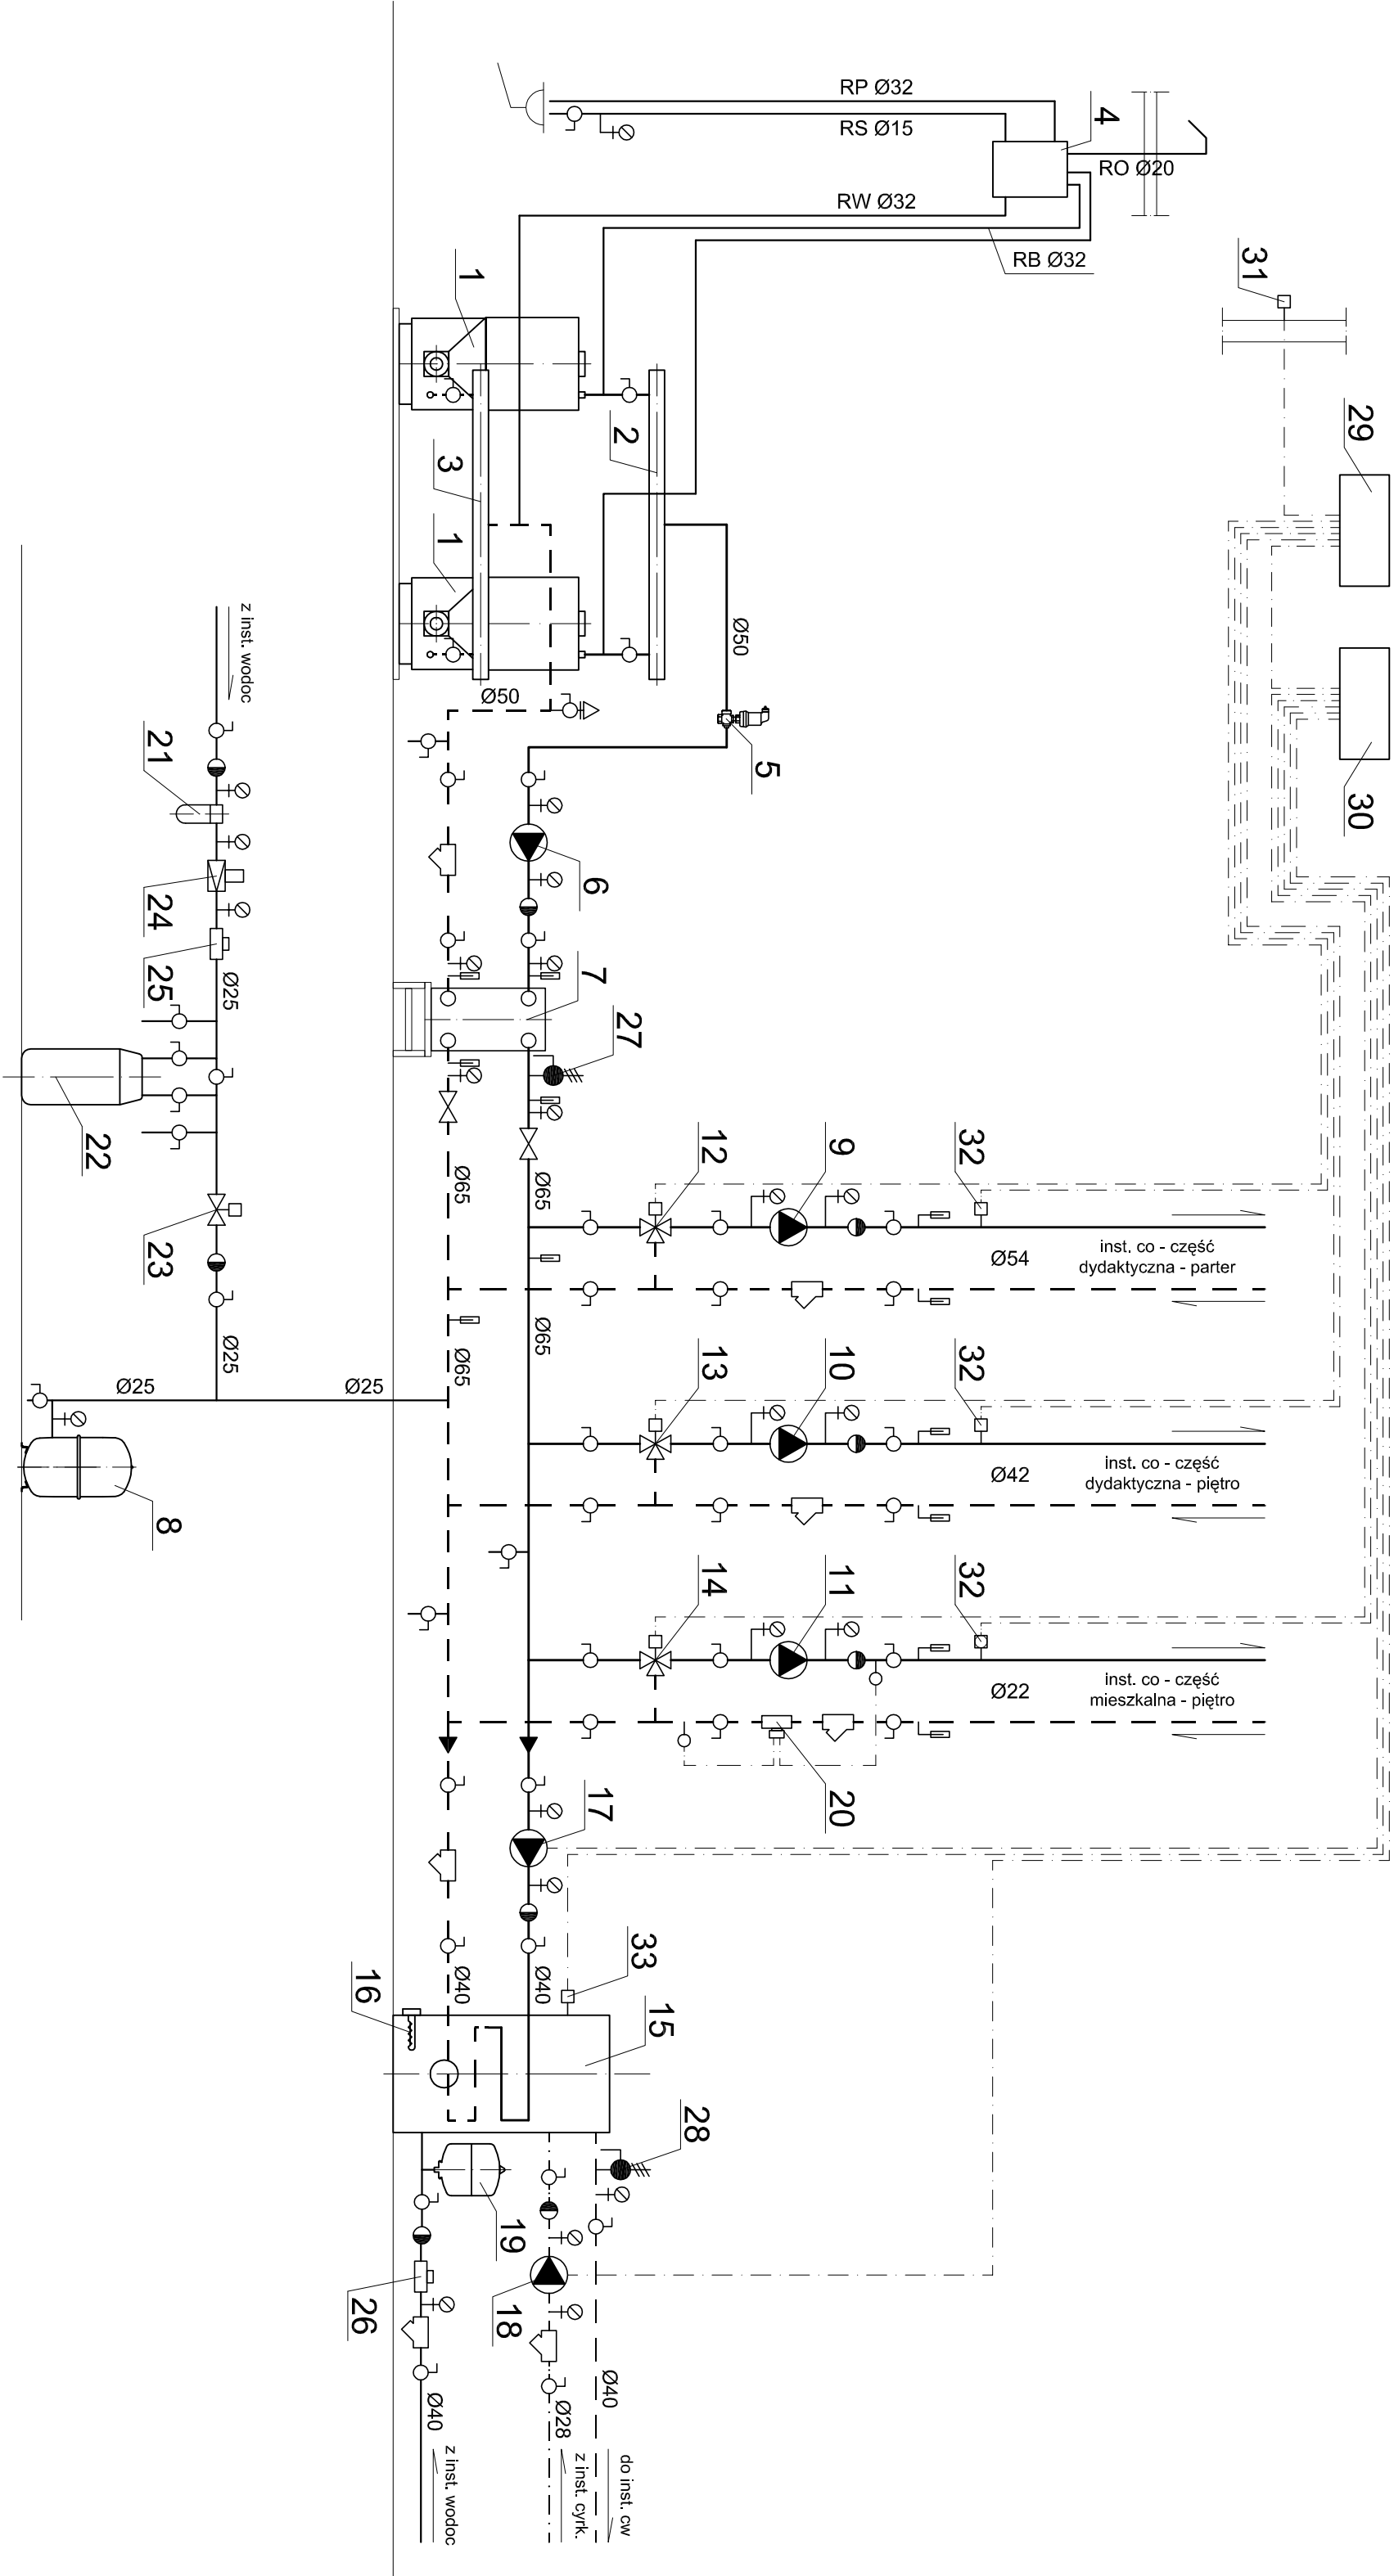 RP Ø32
RS Ø15
4
RO Ø20
RW Ø32
RB Ø32
31
29
30
1
2
3
1
Ø50
Ø50
5
z inst. wodoc
21
24
25
Ø25
22
23
Ø25
Ø25
Ø25
8
6
7
27
Ø65
Ø65
Ø65
Ø65
12
9
32
Ø54
inst. co - część
dydaktyczna - parter
13
10
32
Ø42
inst. co - część
dydaktyczna - piętro
14
11
32
Ø22
inst. co - część
mieszkalna - piętro
20
17
33
Ø40
Ø40
16
15
28
19
18
26
Ø40
Ø28
Ø40
do inst. cw
z inst. cyrk.
z inst. wodoc